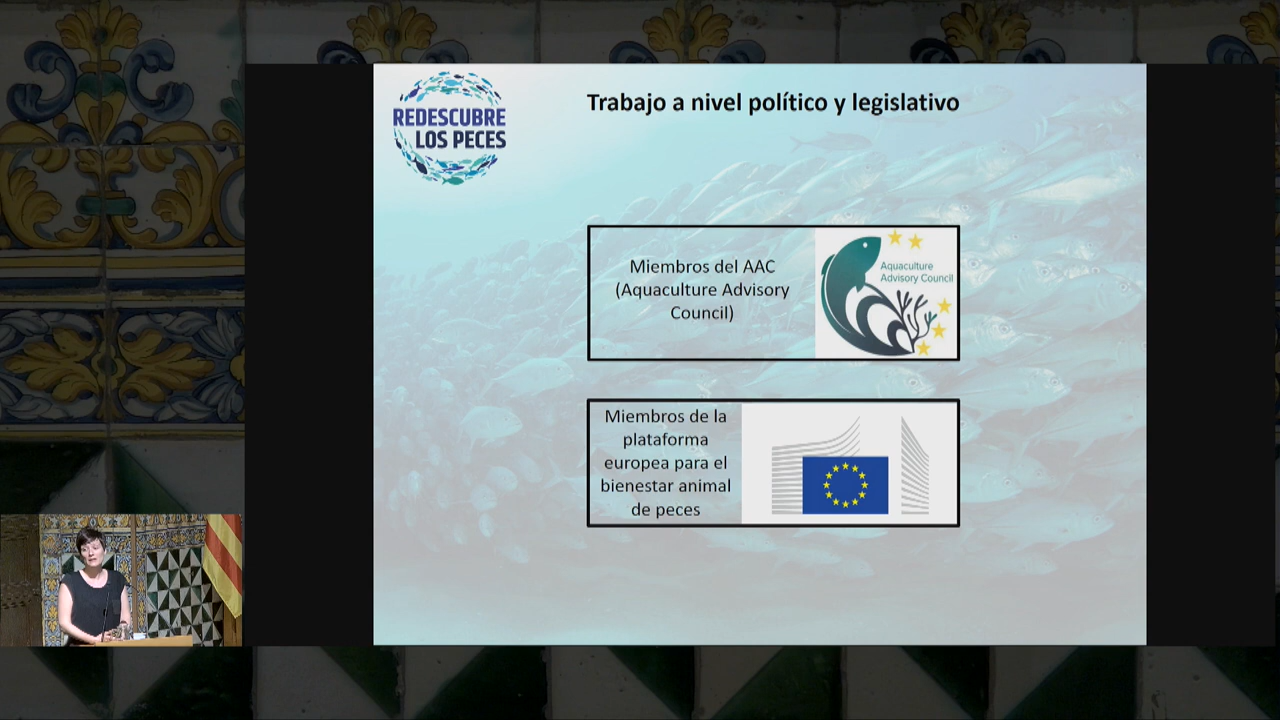 REDESCUBRE
LOS PECES
Trabajo a nivel político y legislativo
Miembros del AAC
(Aquaculture Advisory
Council)
Aquaculture
Advisory Council
Miembros de la
plataforma
europea para el
bienestar animal
de peces